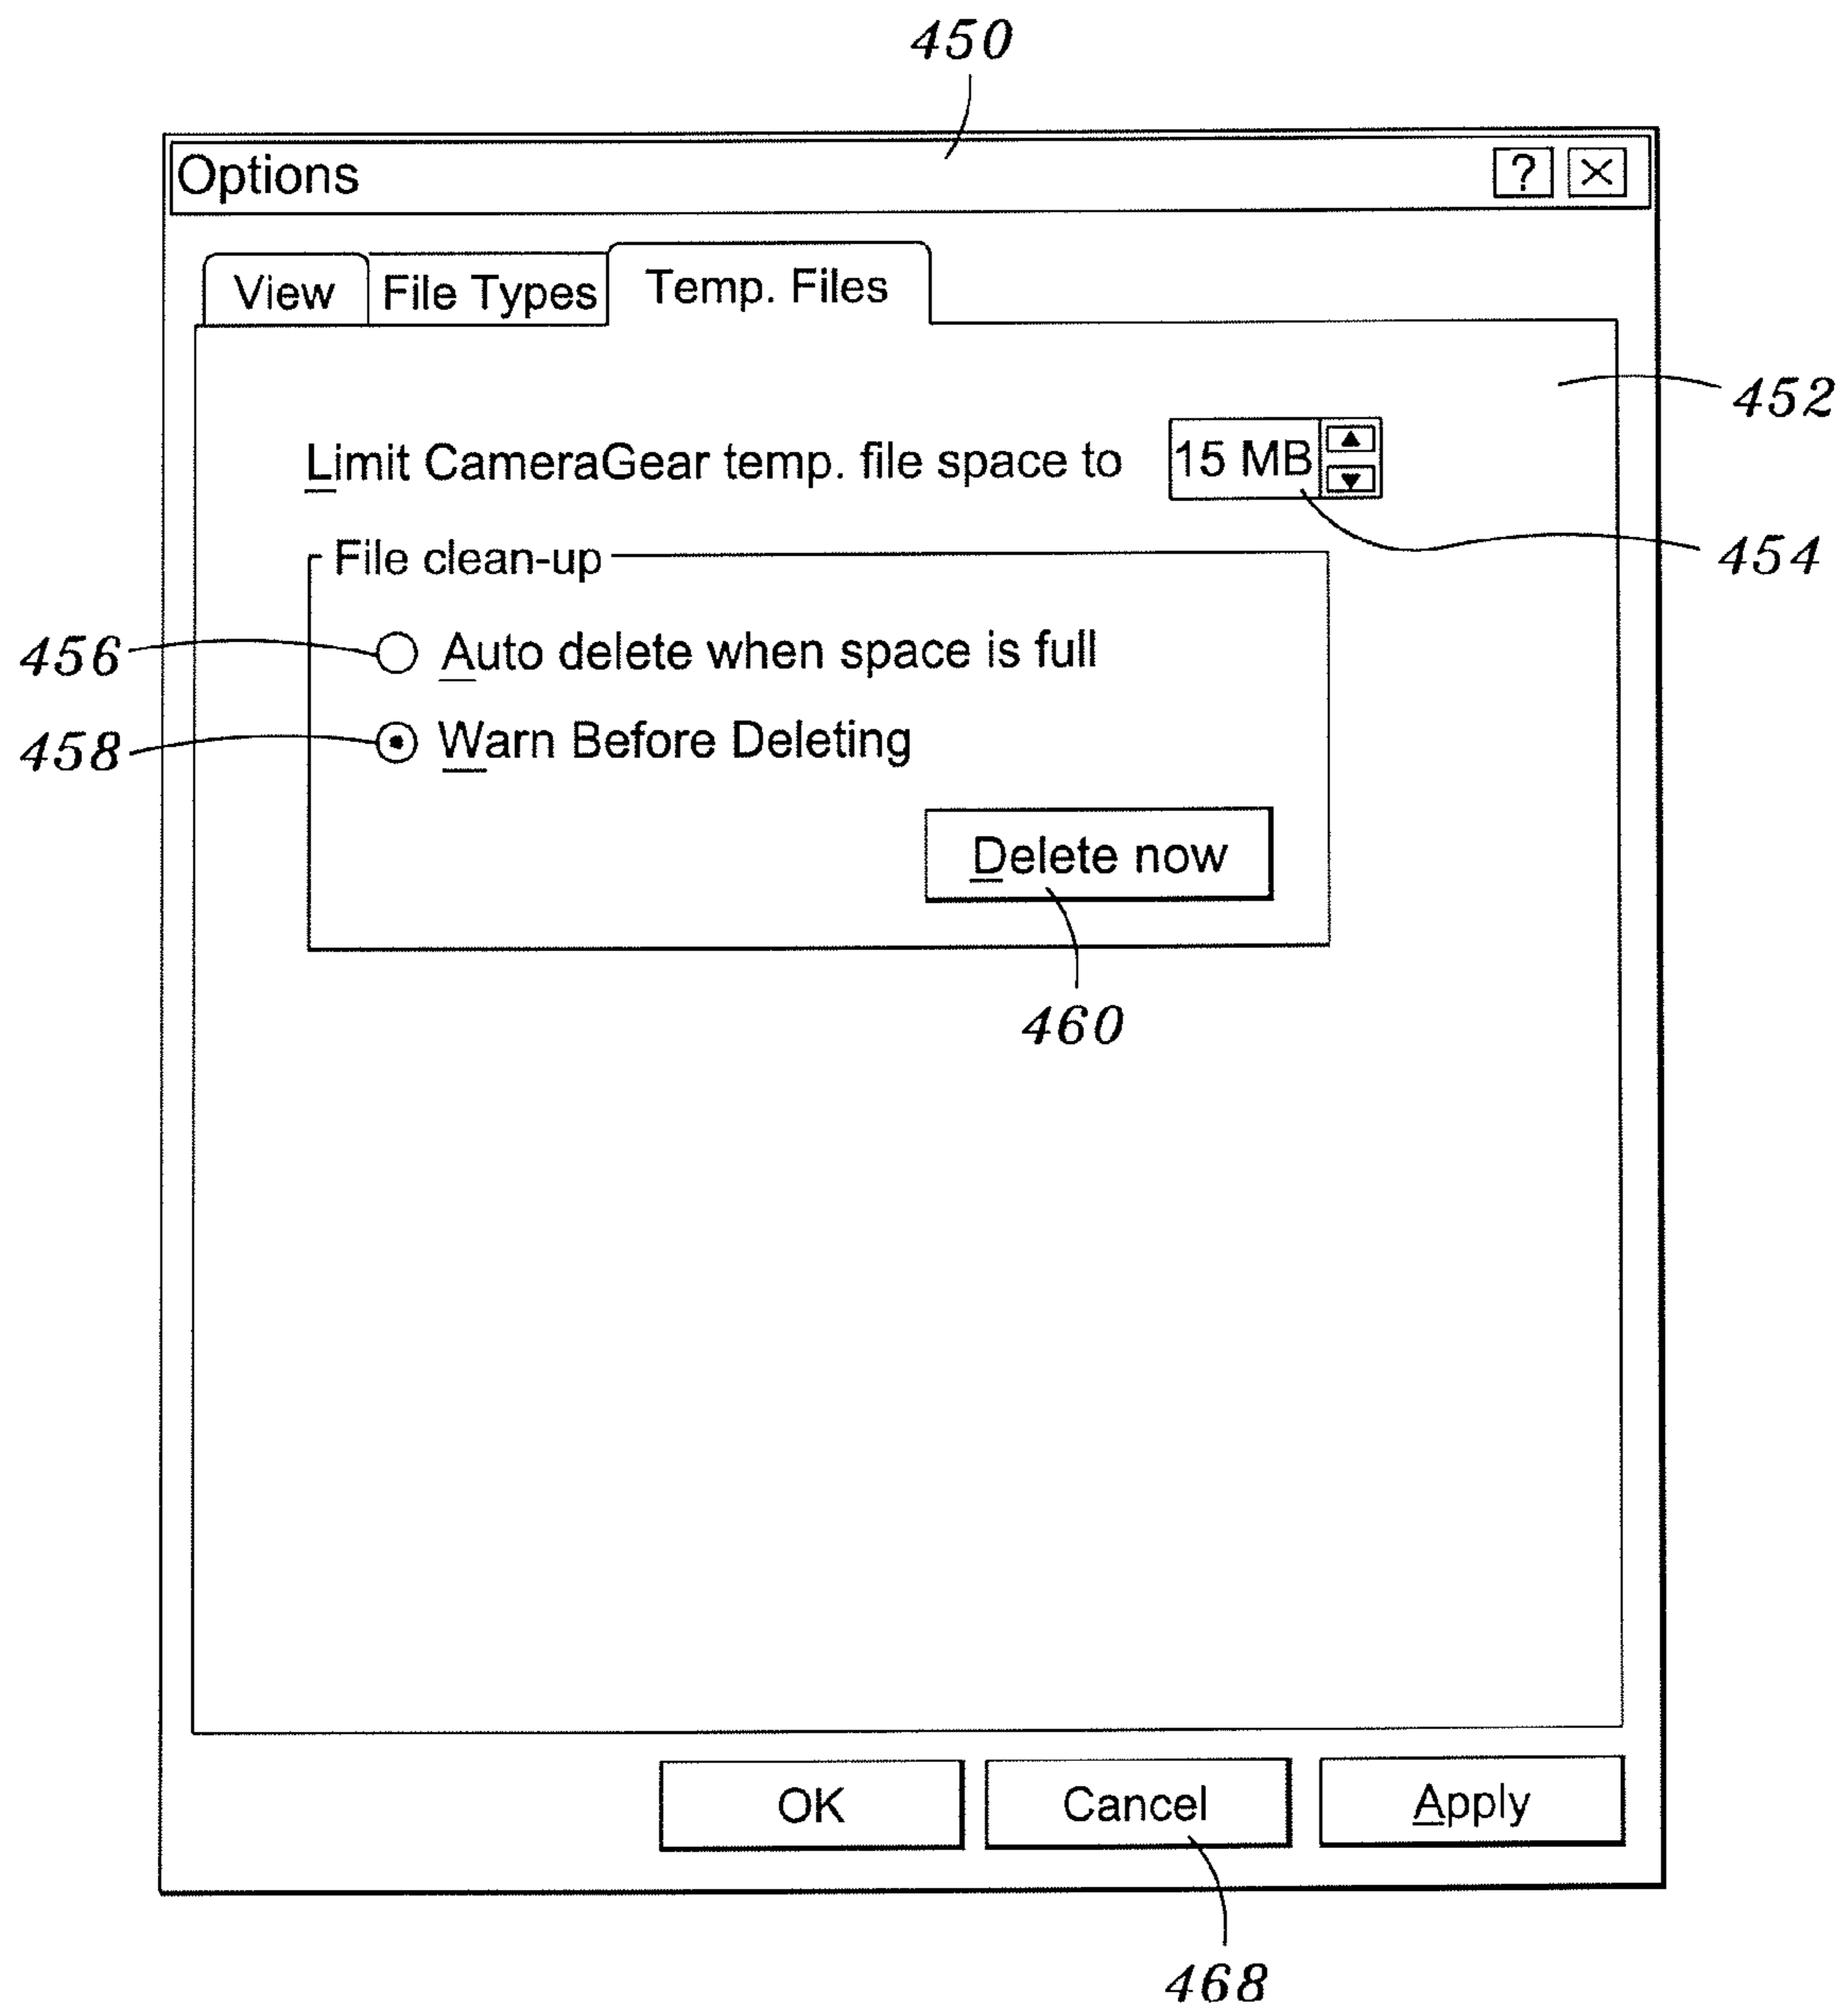 450
Options ? X
View File Types Temp. Files
452
Limit CameraGear temp. file space to 15 MB
454
File clean-up
456 Auto delete when space is full
458 Warn Before Deleting
Delete now
460
OK Cancel Apply
468